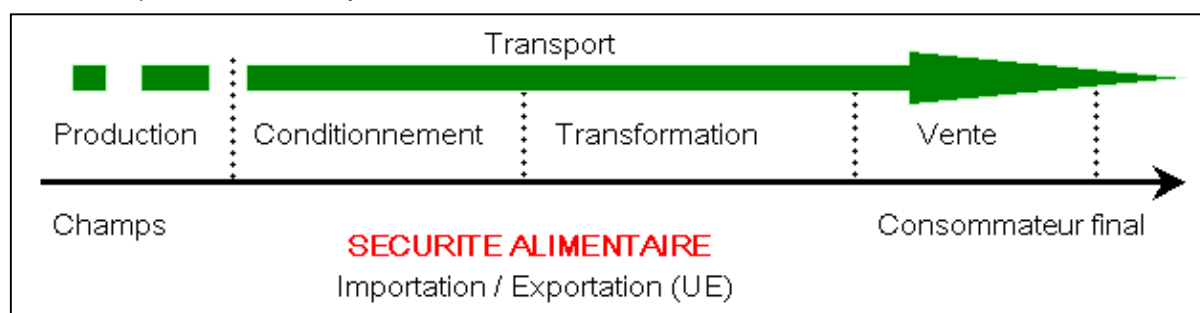 Transport
Production Conditionnement Transformation Vente
Champs Consommateur final
SECURITE ALIMENTAIRE
Importation / Exportation (UE)